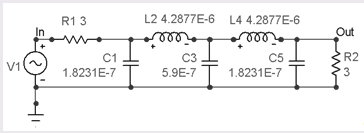 In
R1 3
L2 4.2877E-6
L4 4.2877E-6
Out
+
+
-
+
-
V1
-
C1
1.8231E-7
C3
5.9E-7
C5
1.8231E-7
R2
3